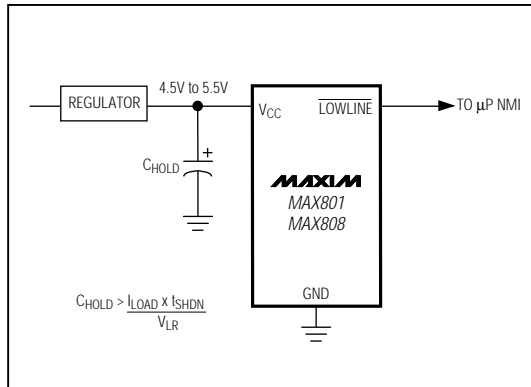 REGULATOR
4.5V to 5.5V
VCC
LOWLINE
TO μP NMI
CHOLD
+
MAXIM
MAX801
MAX808
GND
CHOLD > ILOAD x tSHDN
VLR